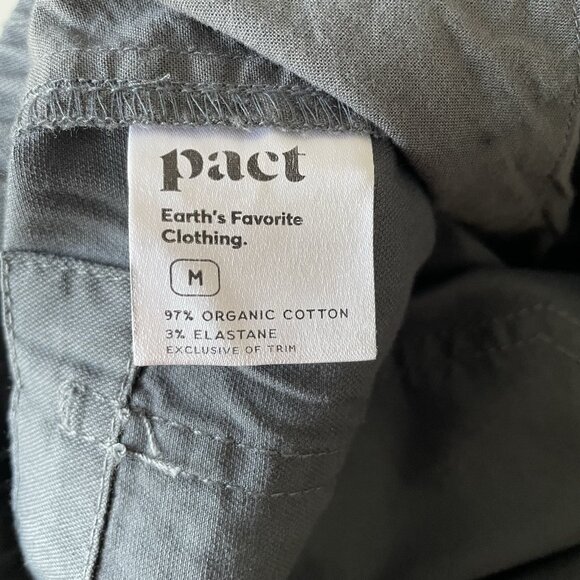 pact
Earth's Favorite
Clothing.
M
97% ORGANIC COTTON
3% ELASTANE
EXCLUSIVE OF TRIM